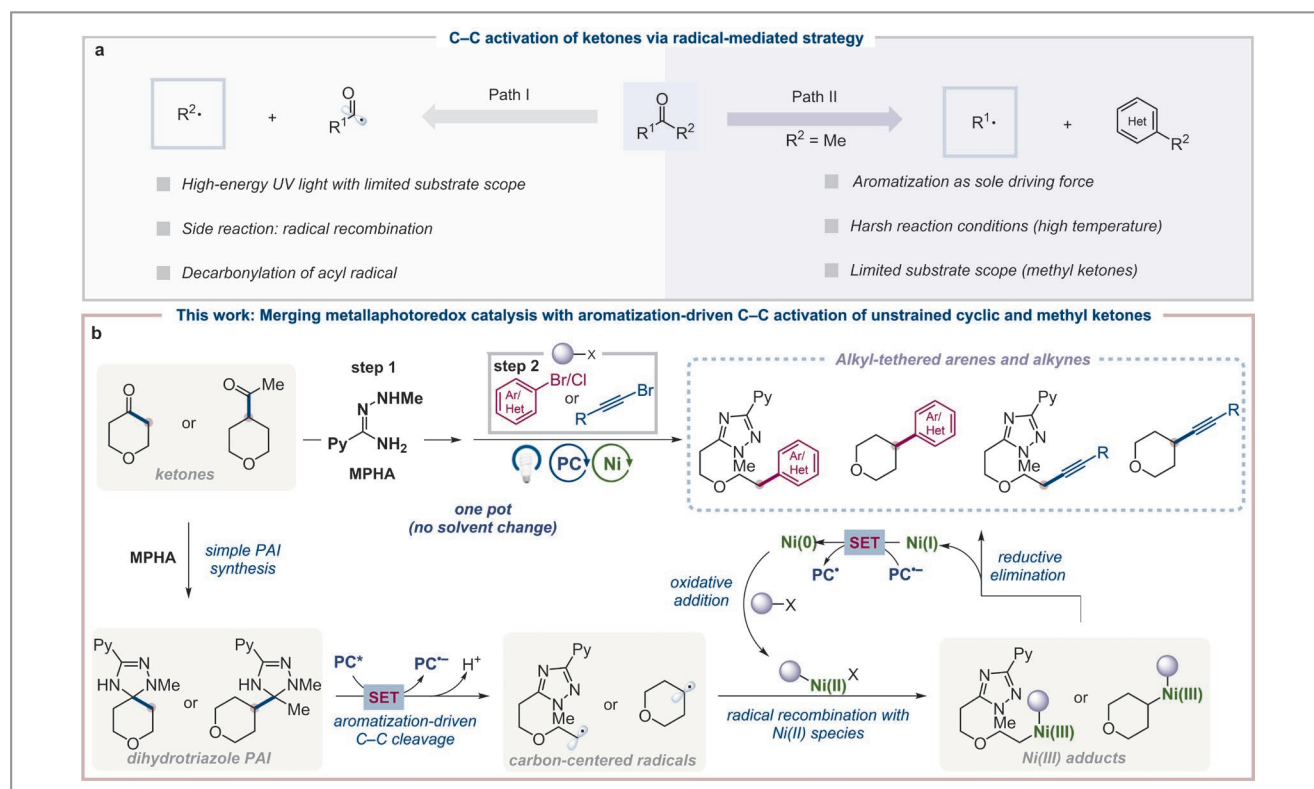 C–C activation of ketones via radical-mediated strategy
a
R²•
+
O
R¹
Path I
O
R¹ R²
Path II
R² = Me
R¹•
+
Het
R²
High-energy UV light with limited substrate scope
Side reaction: radical recombination
Decarbonylation of acyl radical
Aromatization as sole driving force
Harsh reaction conditions (high temperature)
Limited substrate scope (methyl ketones)
This work: Merging metallaphotoredox catalysis with aromatization-driven C–C activation of unstrained cyclic and methyl ketones
b
O
O
or
O
Me
O
ketones
step 1
NHMe
N
Py
NH₂
MPHA
X
step 2
Br/Cl
Ar/
Het
or
Br
R
PC
Ni
one pot
(no solvent change)
Alkyl-tethered arenes and alkynes
Py
N
N
N
Me
O
Ar/
Het
Ar/
Het
O
Py
N
N
N
Me
O
R
R
O
MPHA
simple PAI
synthesis
Py
N
HN
NMe
O
or
Py
N
HN
NMe
Me
O
dihydrotriazole PAI
PC*
PC•–
H⁺
SET
aromatization-driven
C–C cleavage
Py
N
N
N
Me
O
or
O
carbon-centered radicals
Ni(0)
SET
Ni(I)
PC•
PC•–
oxidative
addition
X
reductive
elimination
Ni(II)
X
radical recombination with
Ni(II) species
Py
N
N
N
Me
O
Ni(III)
or
Ni(III)
O
Ni(III) adducts